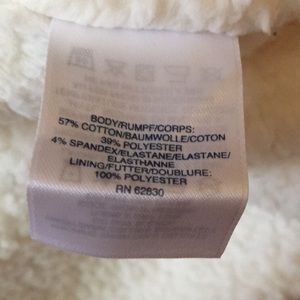 BODY/RUMPF/CORPS:
57% COTTON/BAUMWOLLE/COTON
39% POLYESTER
4% SPANDEX/ELASTANE/ELASTANE/
ELASTHANNE
LINING/FUTTER/DOUBLURE:
100% POLYESTER
RN 62830